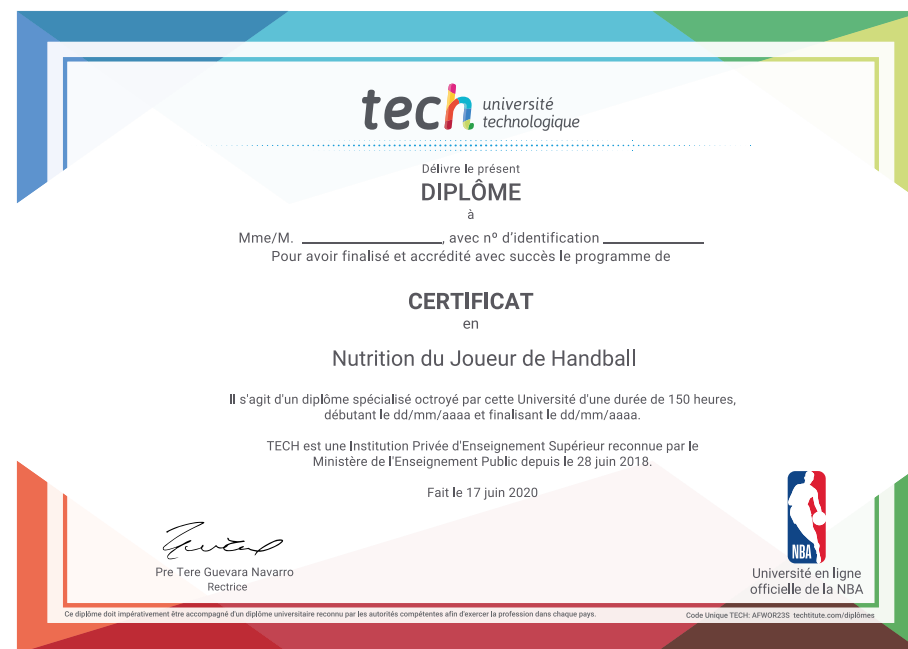 tech université
technologique
Délivre le présent
DIPLÔME
à
Mme/M. ____________________, avec nº d'identification ______________
Pour avoir finalisé et accrédité avec succès le programme de
CERTIFICAT
en
Nutrition du Joueur de Handball
Il s'agit d'un diplôme spécialisé octroyé par cette Université d'une durée de 150 heures,
débutant le dd/mm/aaaa et finalisant le dd/mm/aaaa.
TECH est une Institution Privée d'Enseignement Supérieur reconnue par le
Ministère de l'Enseignement Public depuis le 28 juin 2018.
Fait le 17 juin 2020
Pre Tere Guevara Navarro
Rectrice
NBA
Université en ligne
officielle de la NBA
Ce diplôme doit impérativement être accompagné d'un diplôme universitaire reconnu par les autorités compétentes afin d'exercer la profession dans chaque pays.
Code Unique TECH: AFWOR23S techtitute.com/diplômes